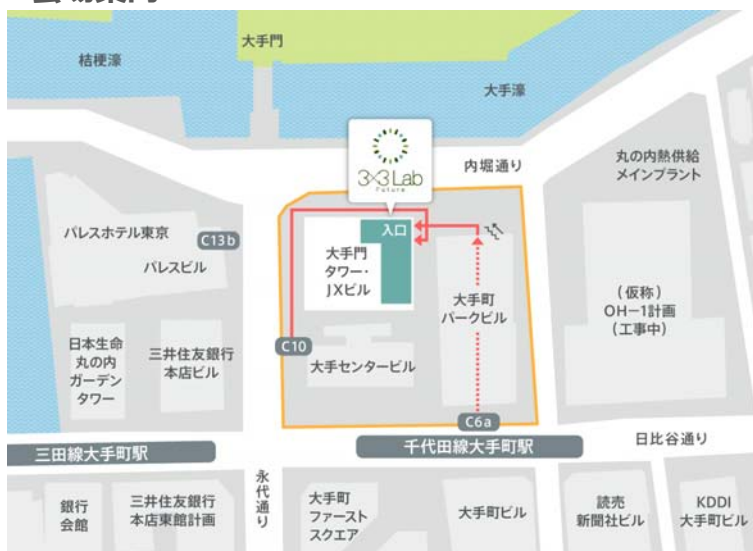 大手門
桔梗濠
大手濠
3×3 Lab
Future
内堀通り
丸の内熱供給
メインプラント
パレスホテル東京
C13b
パレスビル
入口
大手門
タワー・
JXビル
大手町
パークビル
(仮称)
OH-1計画
(工事中)
日本生命
丸の内
ガーデン
タワー
三井住友銀行
本店ビル
C10
大手センタービル
C6a
三田線大手町駅
千代田線大手町駅
日比谷通り
永代通り
銀行
会館
三井住友銀行
本店東館計画
大手町
ファースト
スクエア
大手町ビル
読売
新聞社ビル
KDDI
大手町ビル